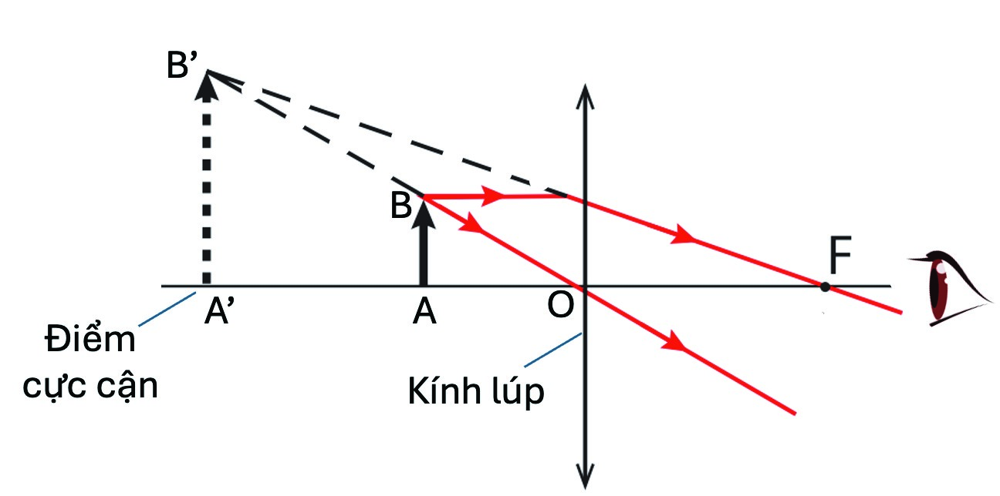 B’
B
F
A’
A
O
Điểm
cực cận
Kính lúp